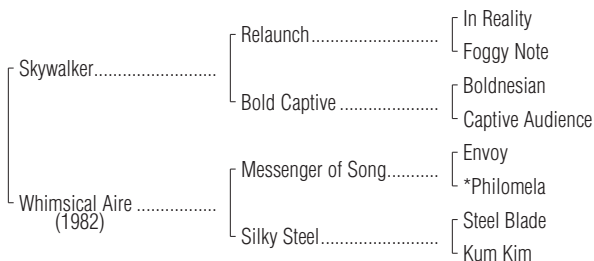 In Reality
Relaunch..............................
Foggy Note
Skywalker.............................
Boldnesian
Bold Captive .......................
Captive Audience
Envoy
Messenger of Song............
*Philomela
Whimsical Aire ...................
(1982)
Steel Blade
Silky Steel............................
Kum Kim